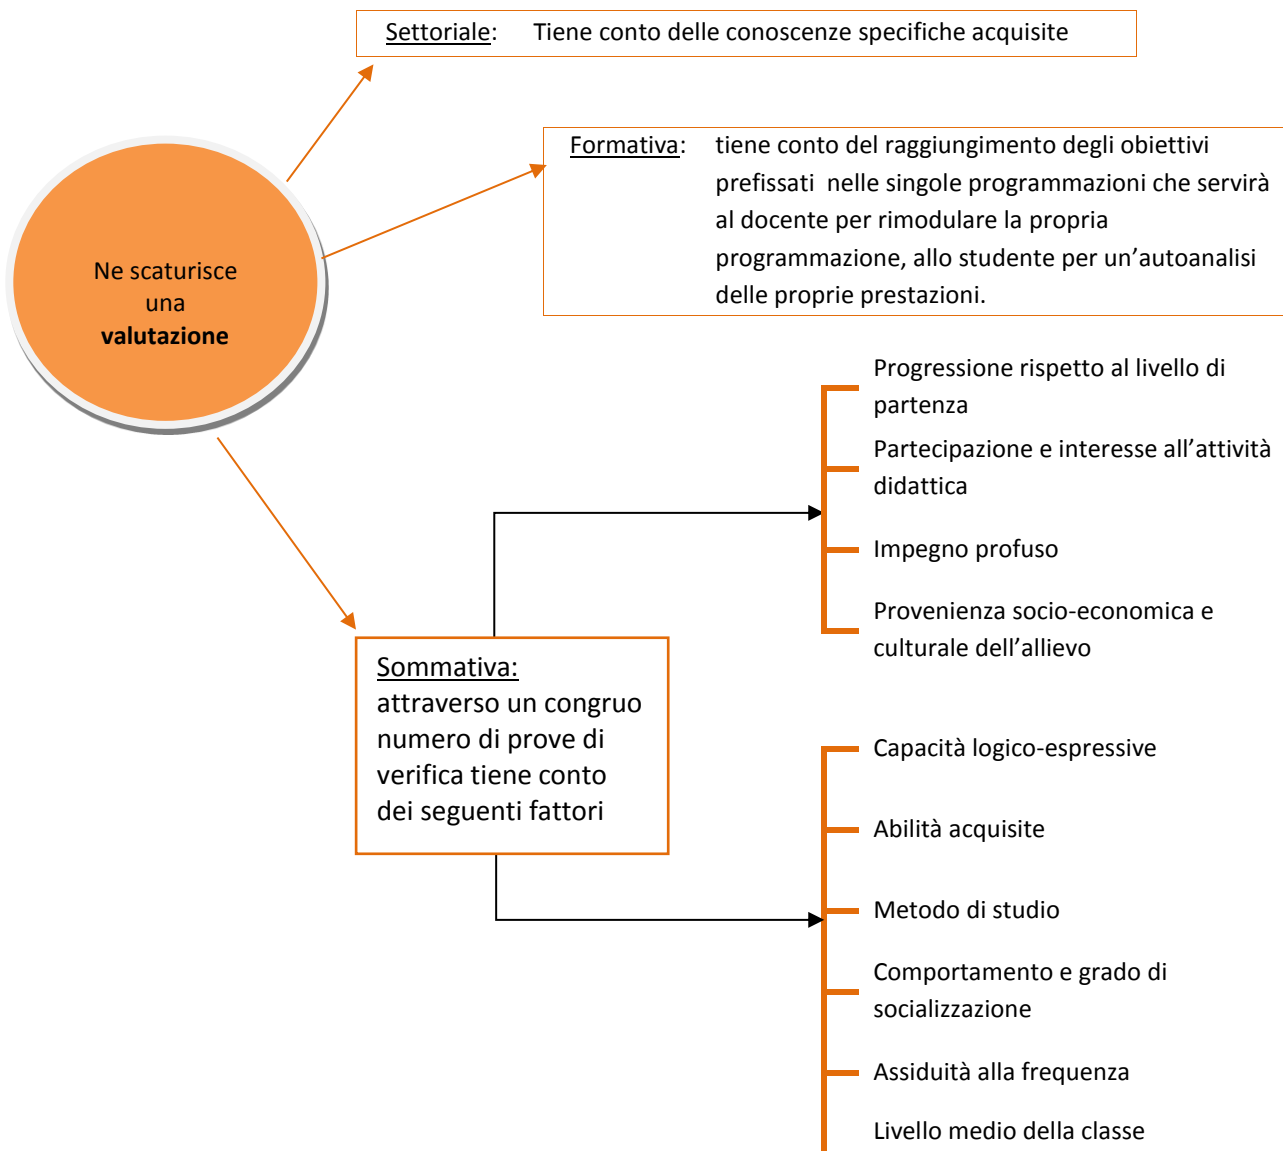 Settoriale: Tiene conto delle conoscenze specifiche acquisite
Formativa: tiene conto del raggiungimento degli obiettivi
prefissati nelle singole programmazioni che servirà
al docente per rimodulare la propria
programmazione, allo studente per un’autoanalisi
delle proprie prestazioni.
Ne scaturisce
una
valutazione
Progressione rispetto al livello di
partenza
Partecipazione e interesse all’attività
didattica
Impegno profuso
Provenienza socio-economica e
culturale dell’allievo
Sommativa:
attraverso un congruo
numero di prove di
verifica tiene conto
dei seguenti fattori
Capacità logico-espressive
Abilità acquisite
Metodo di studio
Comportamento e grado di
socializzazione
Assiduità alla frequenza
Livello medio della classe